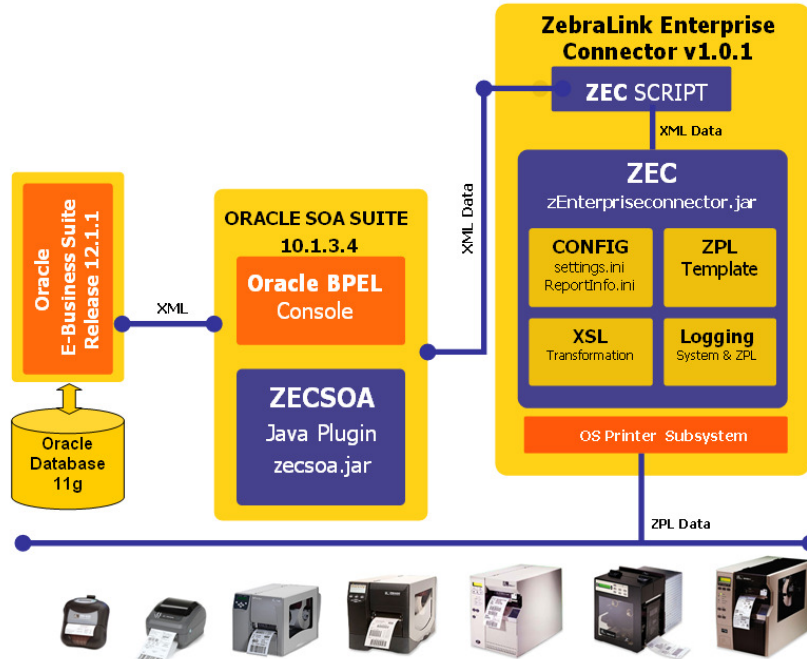 ZebraLink Enterprise
Connector v1.0.1
ZEC SCRIPT
XML Data
ZEC
zEnterpriseconnector.jar
CONFIG
settings.ini
ReportInfo.ini
ZPL
Template
XSL
Transformation
Logging
System & ZPL
OS Printer Subsystem
ZPL Data
XML Data
ORACLE SOA SUITE
10.1.3.4
Oracle BPEL
Console
ZECSOA
Java Plugin
zecsoa.jar
XML
Oracle
E-Business Suite
Release 12.1.1
Oracle
Database
11g